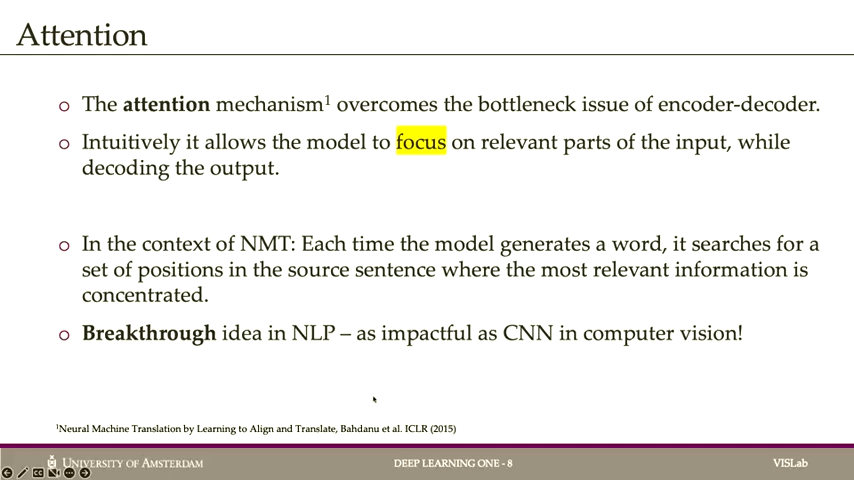 Attention
The attention mechanism1 overcomes the bottleneck issue of encoder-decoder.
Intuitively it allows the model to focus on relevant parts of the input, while
decoding the output.
In the context of NMT: Each time the model generates a word, it searches for a
set of positions in the source sentence where the most relevant information is
concentrated.
Breakthrough idea in NLP – as impactful as CNN in computer vision!
1Neural Machine Translation by Learning to Align and Translate, Bahdanu et al. ICLR (2015)
UNIVERSITY OF AMSTERDAM
DEEP LEARNING ONE - 8
VISLab